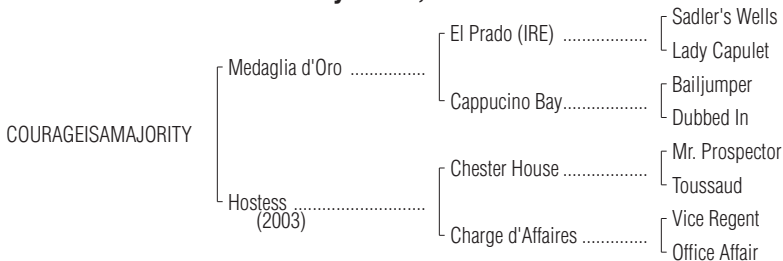 Sadler's Wells
El Prado (IRE) ..................
Lady Capulet
Medaglia d'Oro ................
Bailjumper
Cappucino Bay..................
Dubbed In
COURAGEISAMAJORITY
Mr. Prospector
Chester House ..................
Toussaud
Hostess ............................
(2003)
Vice Regent
Charge d'Affaires ..............
Office Affair